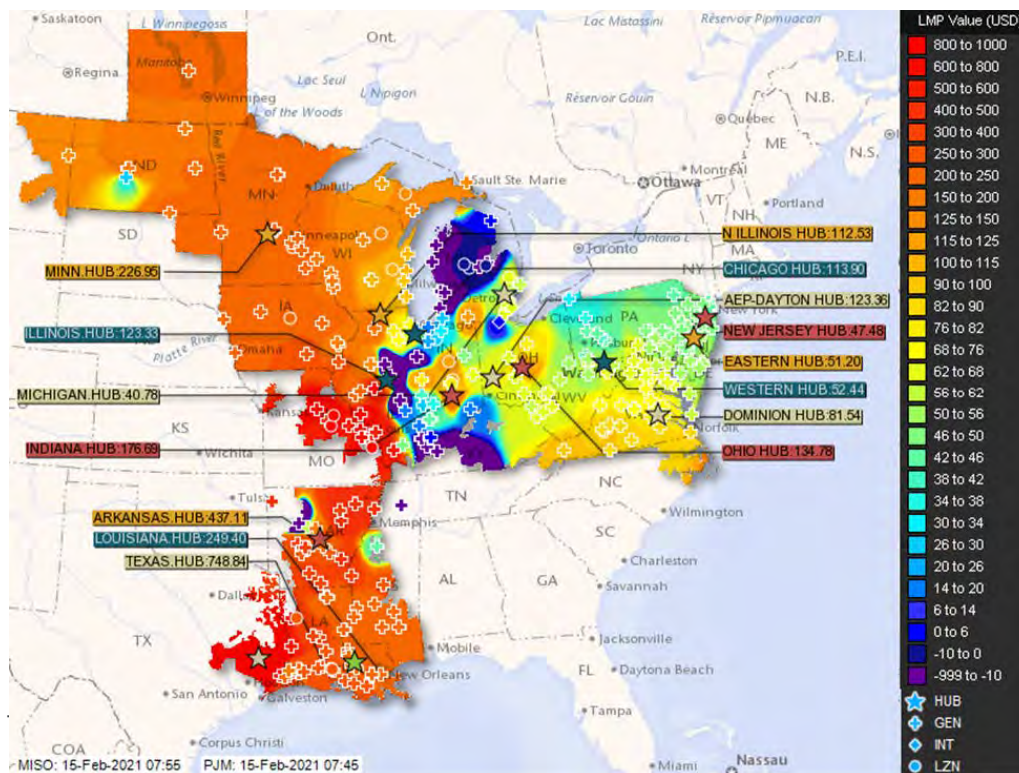 Saskatoon
L Winnipegosis
Ont.
Lac Mistassini
Réservoir Pipmuacan
Regina
Manitoba
Winnipeg
Lac Seul
L Nipigon
L of the Woods
Réservoir Gouin
Québec
P.E.I.
N.B.
N.S.
ME
ND
Red River
MN
Duluth
Sault Ste. Marie
Ottawa
Montréal
VT
NH
Portland
SD
Minneapolis
WI
Toronto
Ontario L
NY
MA
N ILLINOIS HUB:112.53
CHICAGO HUB:113.90
MINN.HUB:226.95
Detroit
AEP-DAYTON HUB:123.36
IA
Cleveland
PA
New York
NEW JERSEY HUB:47.48
ILLINOIS HUB:123.33
Omaha
Platte River
IN
OH
EASTERN HUB:51.20
WESTERN HUB:52.44
MICHIGAN.HUB:40.78
WV
DOMINION HUB:81.54
Norfolk
KS
INDIANA HUB:176.69
Wichita
MO
OHIO HUB:134.78
TN
NC
Wilmington
ARKANSAS.HUB:437.11
Memphis
SC
LOUISIANA.HUB:249.40
Charleston
TEXAS.HUB:748.84
AL
GA
Savannah
TX
LA
Jacksonville
Mobile
FL
Daytona Beach
San Antonio
Galveston
New Orleans
Tampa
Corpus Christi
COA
Miami
Nassau
MISO: 15-Feb-2021 07:55
PJM: 15-Feb-2021 07:45
LMP Value (USD
800 to 1000
600 to 800
500 to 600
400 to 500
300 to 400
250 to 300
200 to 250
150 to 200
125 to 150
115 to 125
100 to 115
90 to 100
82 to 90
76 to 82
68 to 76
62 to 68
56 to 62
50 to 56
46 to 50
42 to 46
38 to 42
34 to 38
30 to 34
26 to 30
20 to 26
14 to 20
6 to 14
0 to 6
-10 to 0
-999 to -10
HUB
GEN
INT
LZN